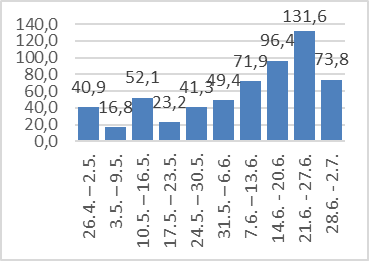 140,0
120,0
100,0
80,0
60,0
40,0
20,0
0,0
40,9
16,8
52,1
23,2
41,3
49,4
71,9
96,4
131,6
73,8
26.4. – 2.5.
3.5. – 9.5.
10.5. – 16.5.
17.5. – 23.5.
24.5. – 30.5.
31.5. – 6.6.
7.6. – 13.6.
14.6. - 20.6.
21.6. - 27.6.
28.6. - 2.7.